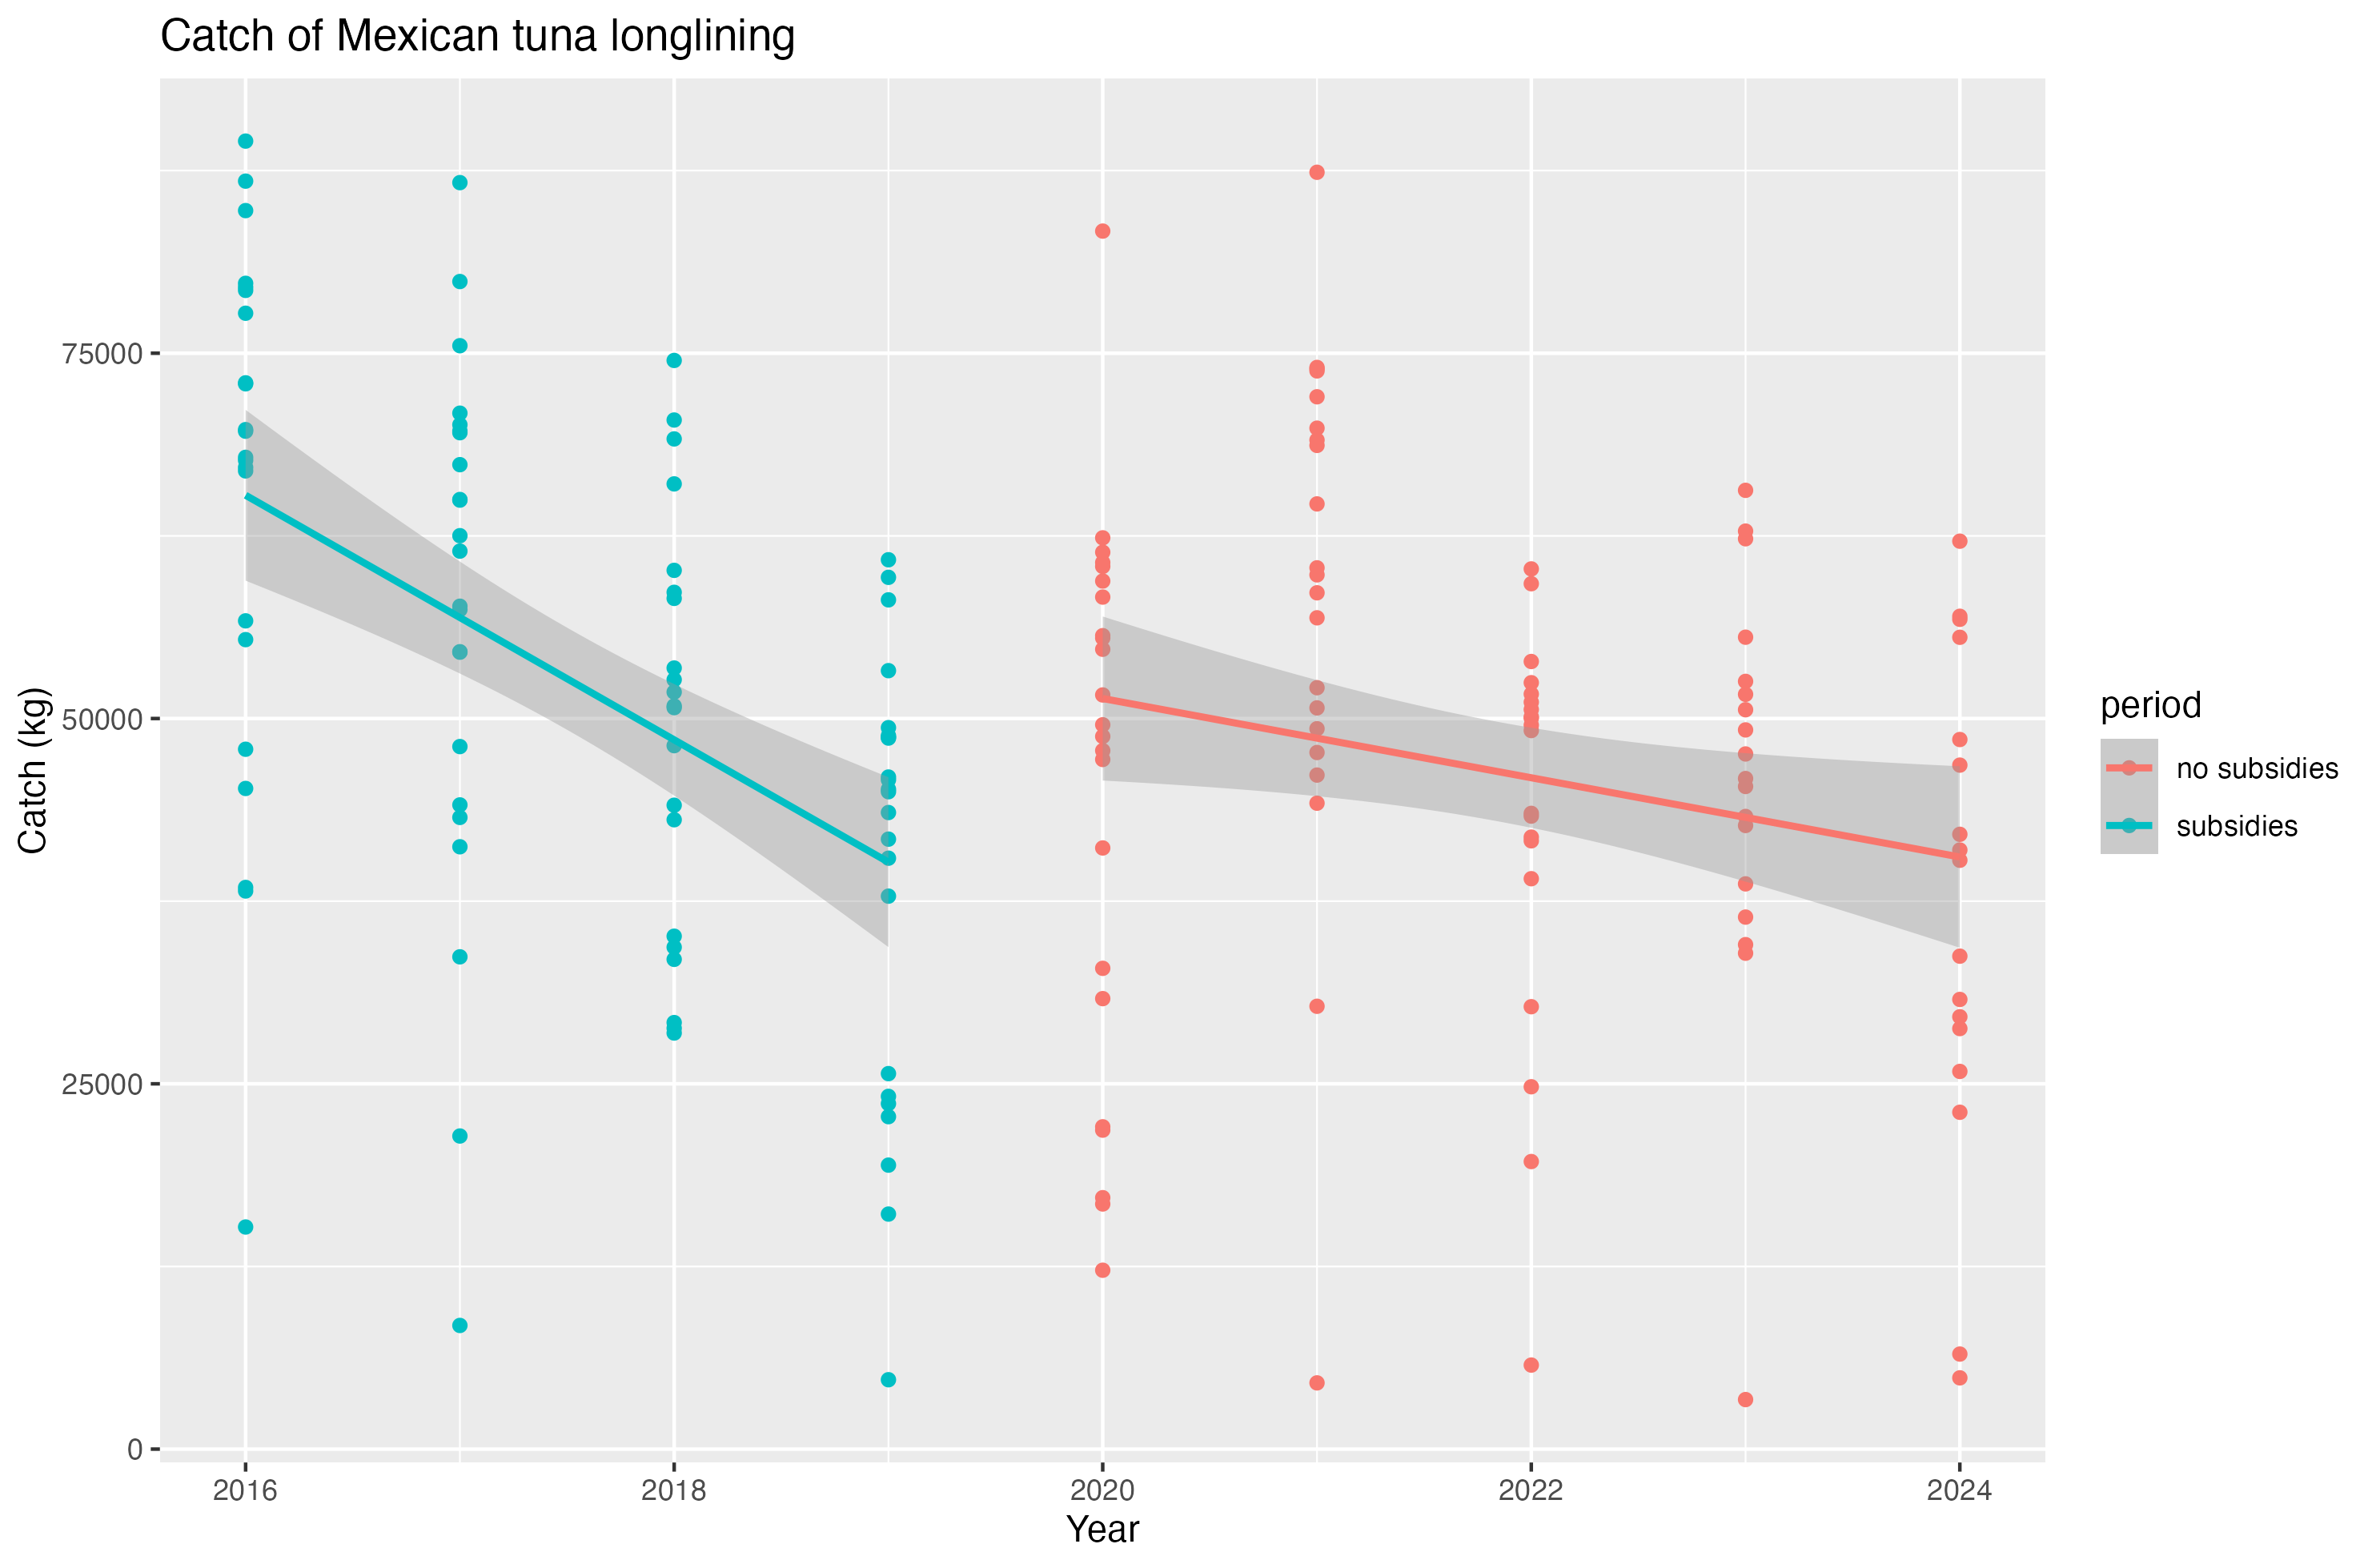 Catch of Mexican tuna longlining
Catch (kg)
75000
50000
25000
0
2016 2018 2020 2022 2024
Year
period
no subsidies
subsidies